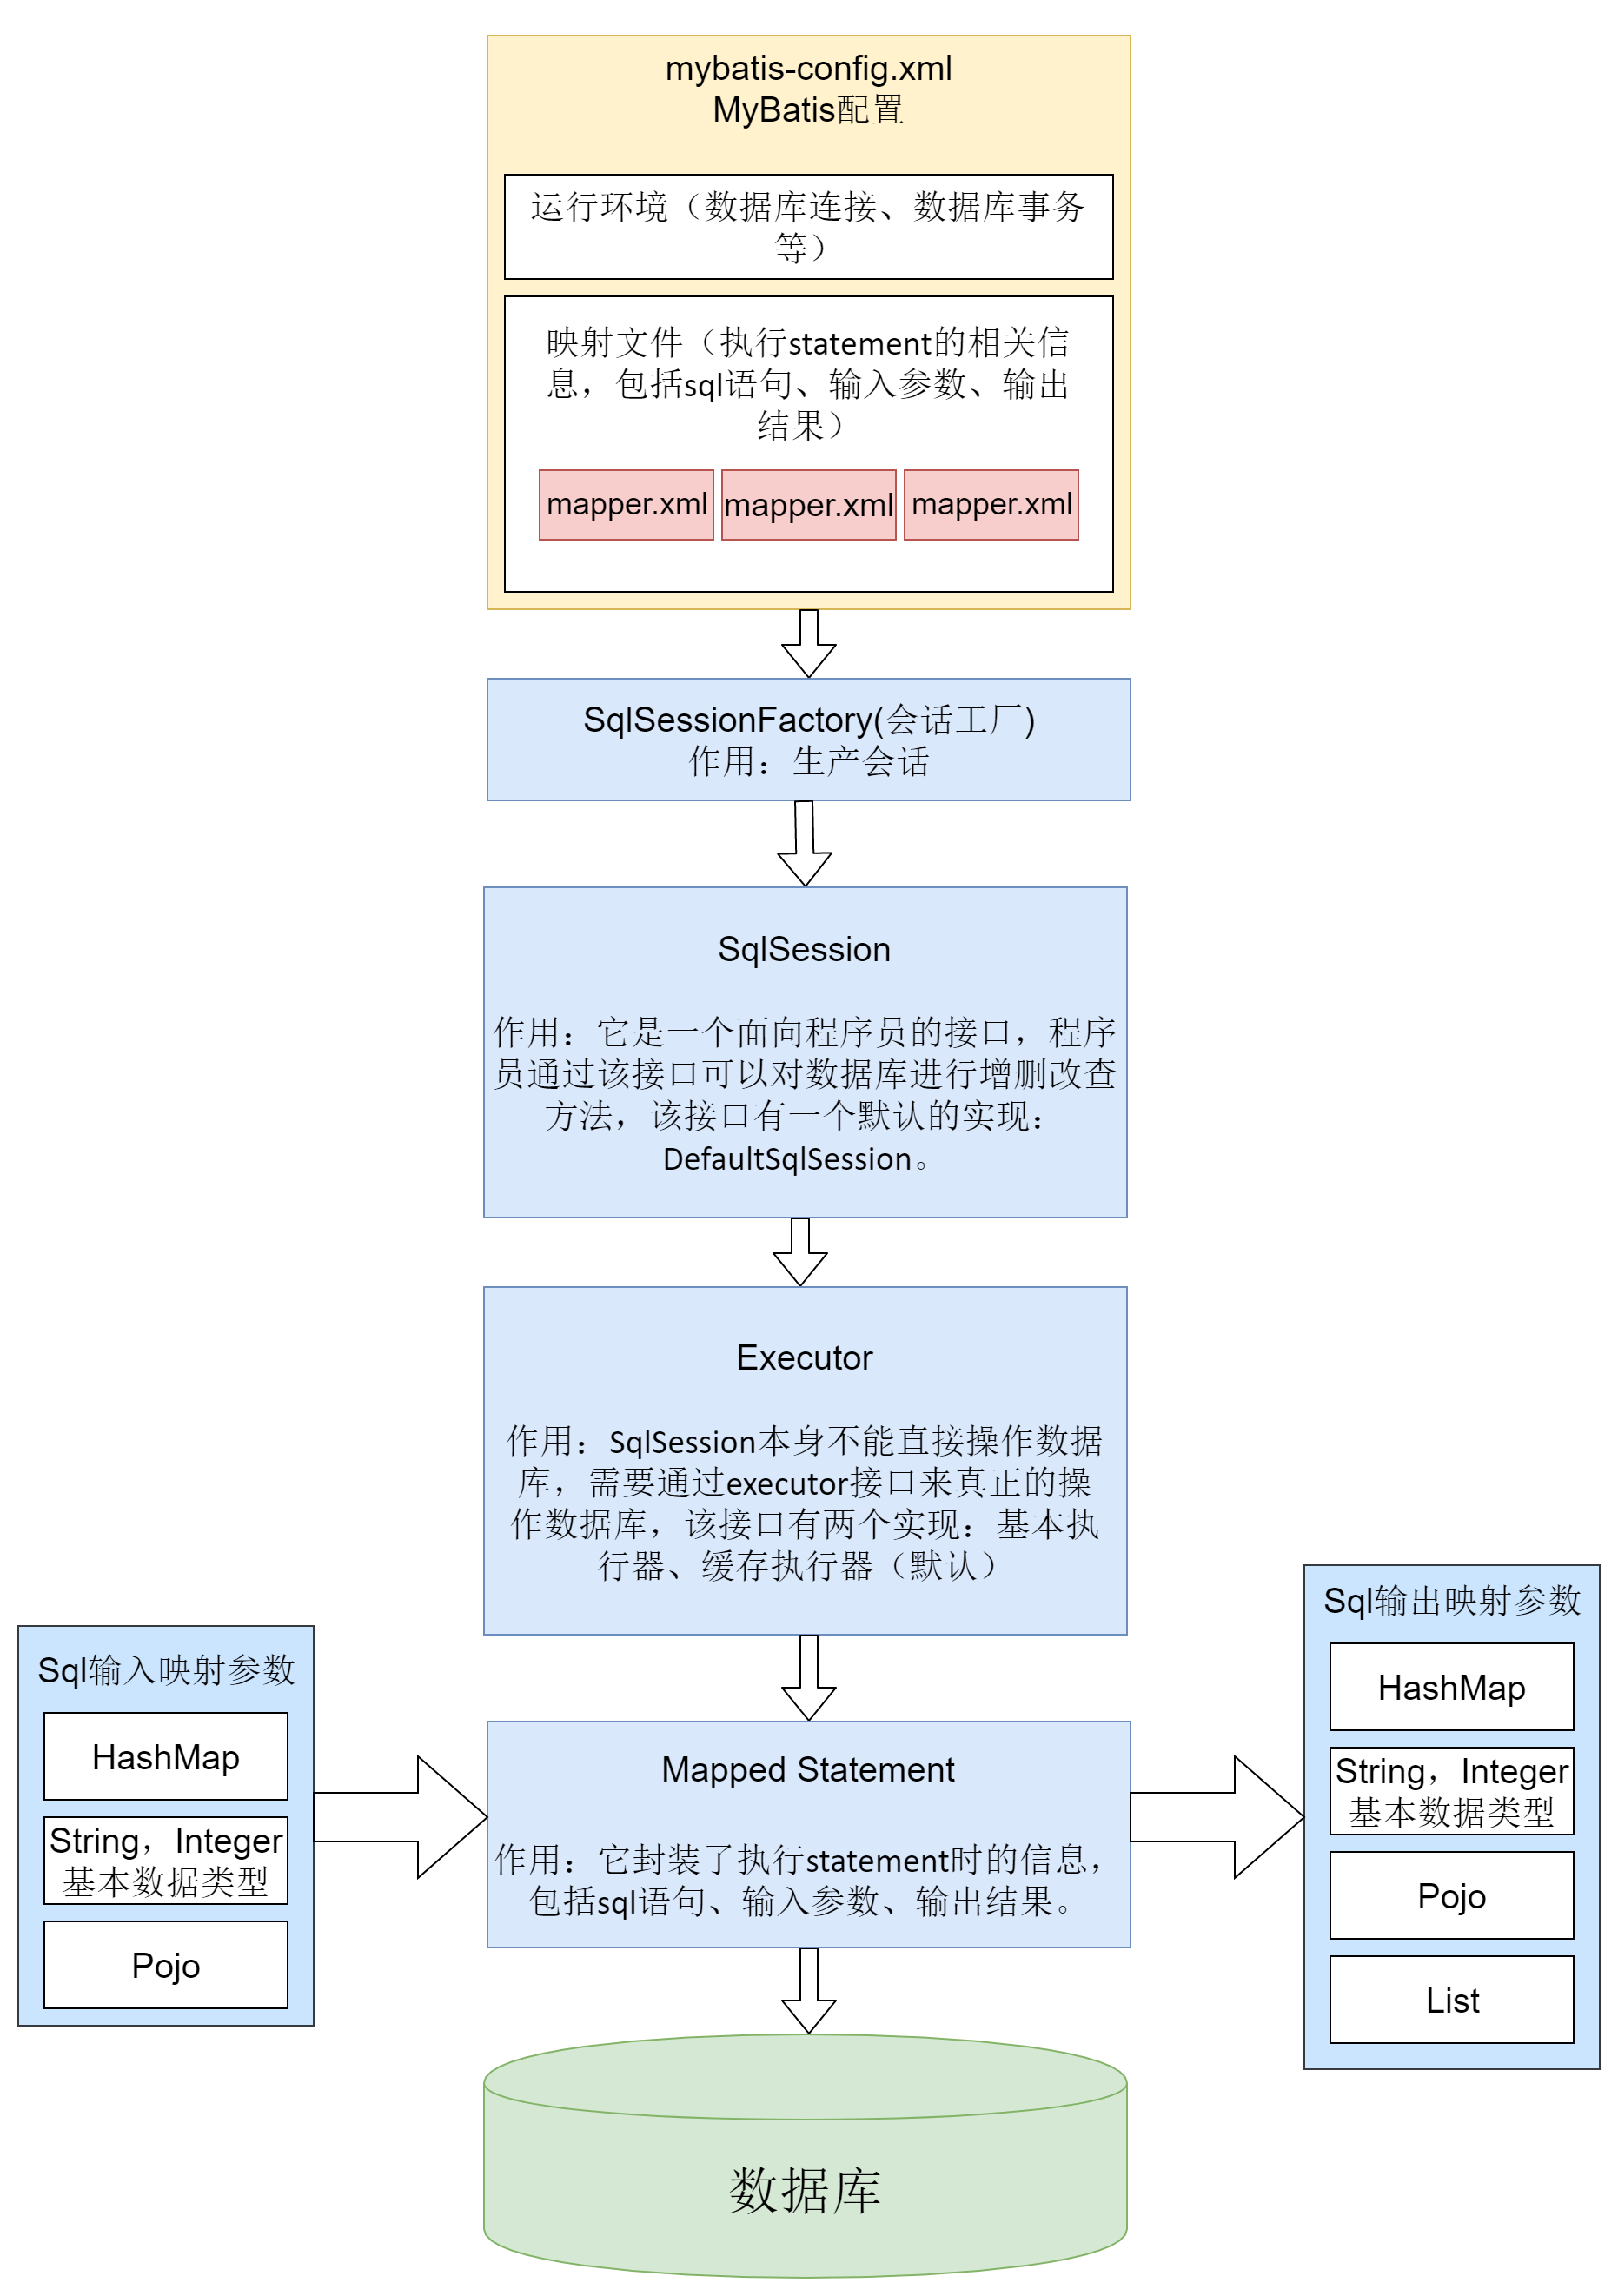 mybatis-config.xml
MyBatis配置
运行环境（数据库连接、数据库事务
等）
映射文件（执行statement的相关信
息，包括sql语句、输入参数、输出
结果）
mapper.xml
mapper.xml
mapper.xml
SqlSessionFactory(会话工厂)
作用：生产会话
SqlSession
作用：它是一个面向程序员的接口，程序
员通过该接口可以对数据库进行增删改查
方法，该接口有一个默认的实现：
DefaultSqlSession。
Executor
作用：SqlSession本身不能直接操作数据
库，需要通过executor接口来真正的操
作数据库，该接口有两个实现：基本执
行器、缓存执行器（默认）
Sql输入映射参数
HashMap
String，Integer
基本数据类型
Pojo
Mapped Statement
作用：它封装了执行statement时的信息，
包括sql语句、输入参数、输出结果。
Sql输出映射参数
HashMap
String，Integer
基本数据类型
Pojo
List
数据库